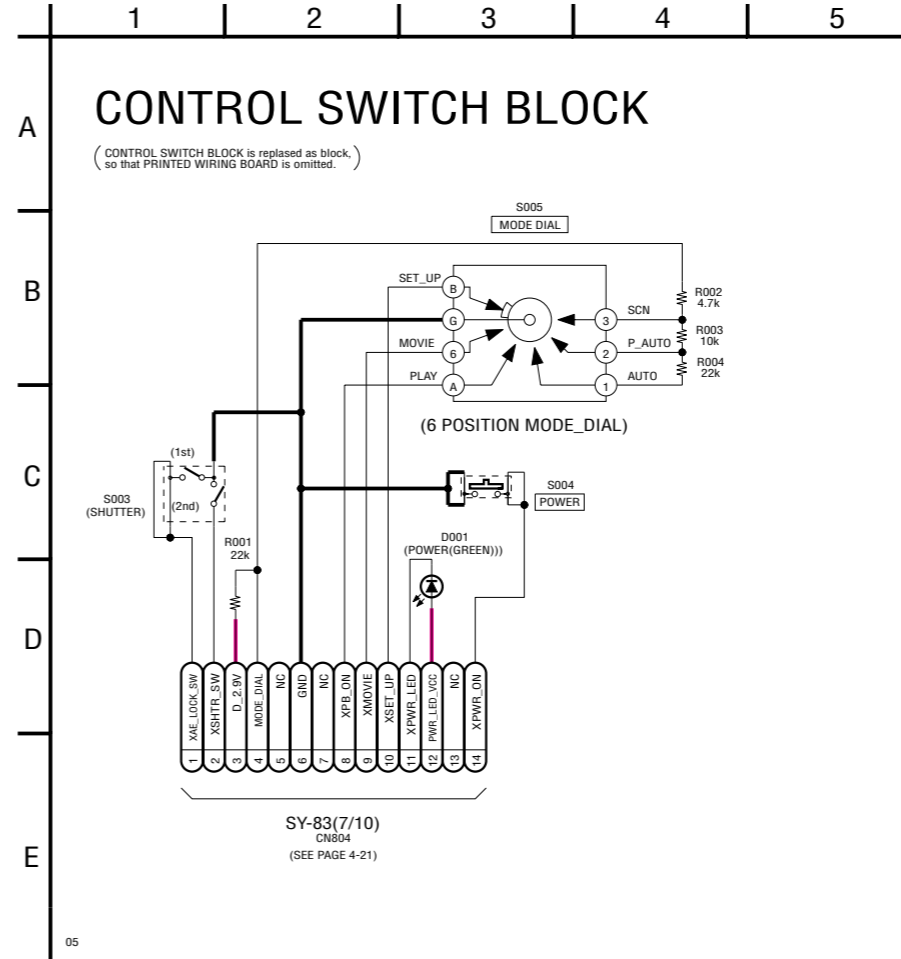 1 2 3 4 5
A
CONTROL SWITCH BLOCK
( CONTROL SWITCH BLOCK is replased as block,
so that PRINTED WIRING BOARD is omitted. )
S005
MODE DIAL
B
SET_UP
B
R002
4.7k
G
3
SCN
R003
10k
MOVIE
6
2
P_AUTO
R004
22k
PLAY
A
1
AUTO
(6 POSITION MODE_DIAL)
C
(1st)
(2nd)
S003
(SHUTTER)
S004
POWER
R001
22k
D001
(POWER(GREEN)))
D
XAE_LOCK_SW
XSHTR_SW
D_2.9V
MODE_DIAL
NC
GND
NC
XPB_ON
XMOVIE
XSET_UP
XPWR_LED
PWR_LED_VCC
NC
XPWR_ON
1 2 3 4 5 6 7 8 9 10 11 12 13 14
E
SY-83(7/10)
CN804
(SEE PAGE 4-21)
05